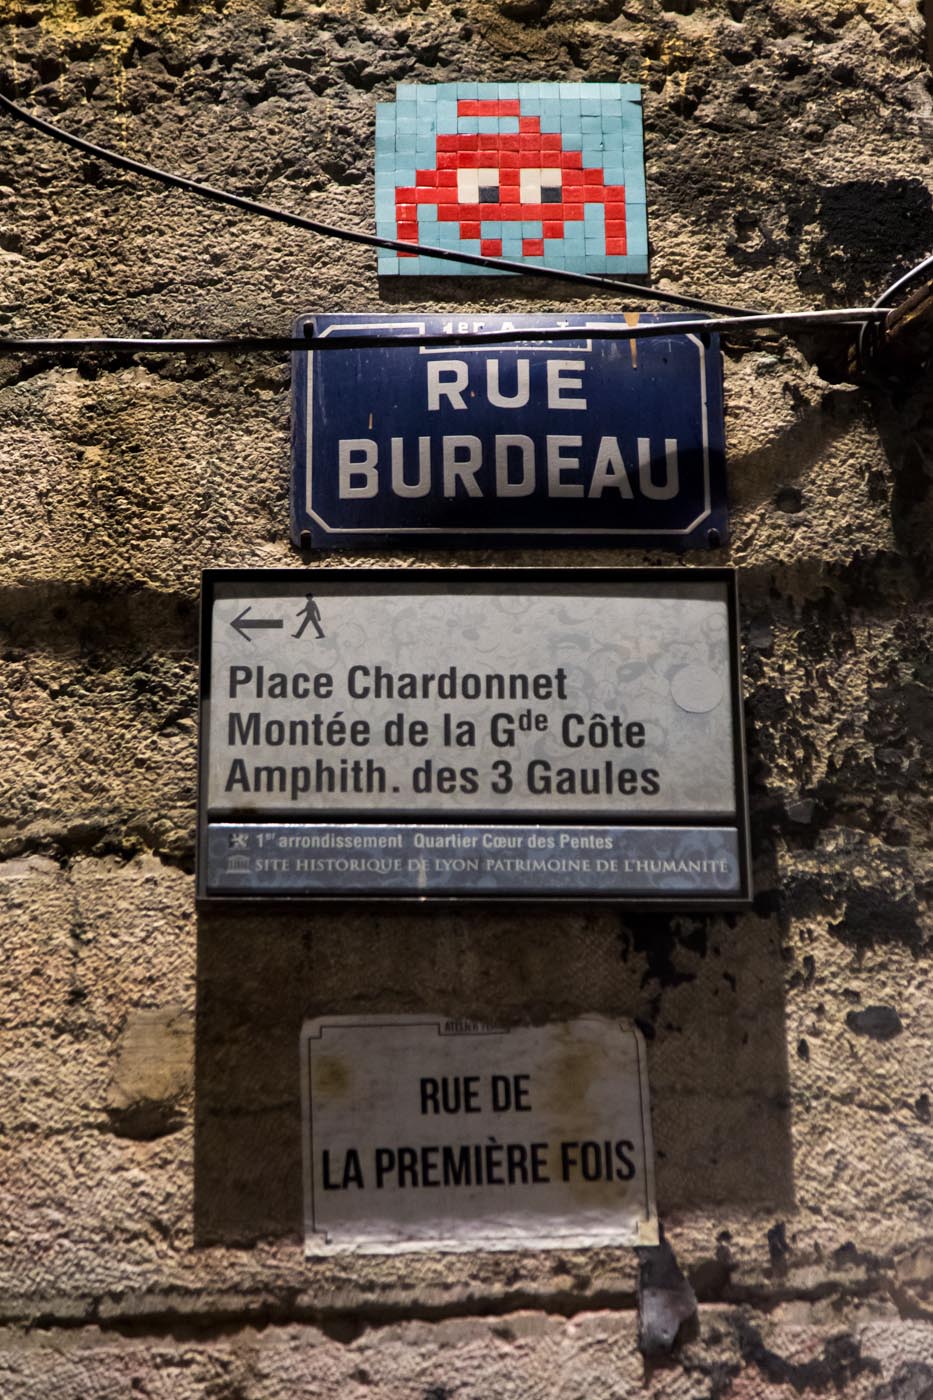 1er
RUE
BURDEAU
Place Chardonnet
Montée de la Gde Côte
Amphith. des 3 Gaules
1er arrondissement Quartier Cœur des Pentes
SITE HISTORIQUE DE LYON PATRIMOINE DE L'HUMANITÉ
RUE DE
LA PREMIÈRE FOIS